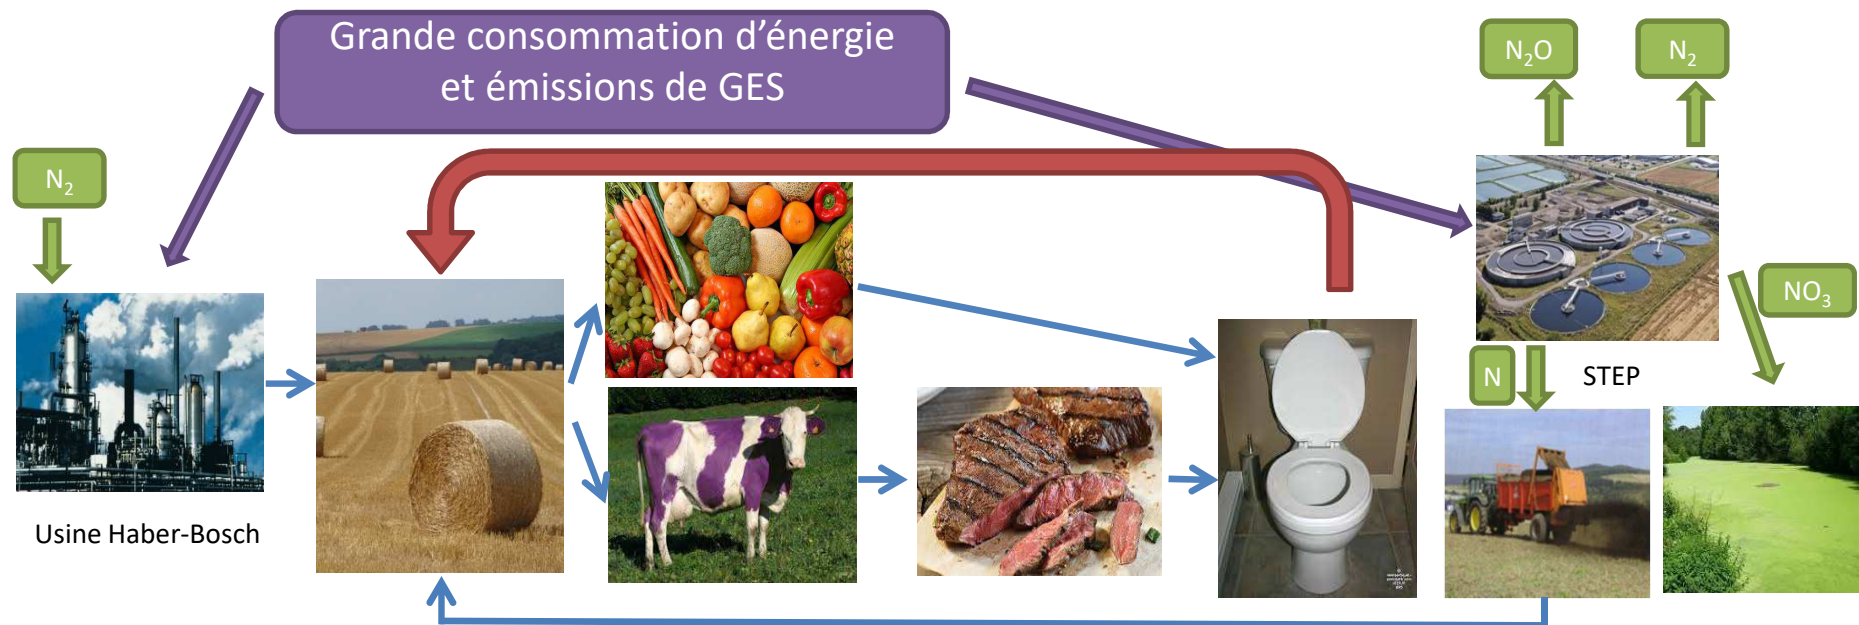 Grande consommation d’énergie
et émissions de GES
N₂O
N₂
N₂
NO₃
N
STEP
Usine Haber-Bosch